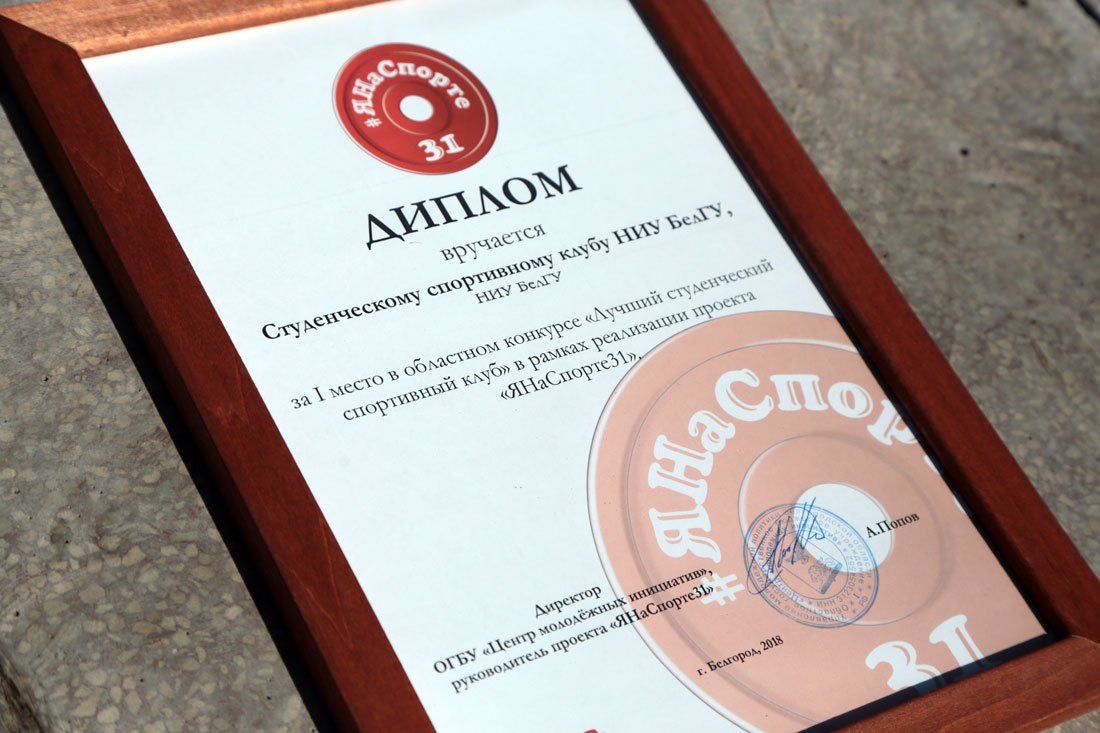 #ЯНаСпорте
31
ДИПЛОМ
вручается
Студенческому спортивному клубу НИУ БелГУ,
НИУ БелГУ
за I место в областном конкурсе «Лучший студенческий
спортивный клуб» в рамках реализации проекта
«ЯНаСпорте31»,
#ЯНаСпор
31
А.Попов
Директор
ОГБУ «Центр молодёжных инициатив»,
руководитель проекта «ЯНаСпорте31»
г. Белгород, 2018